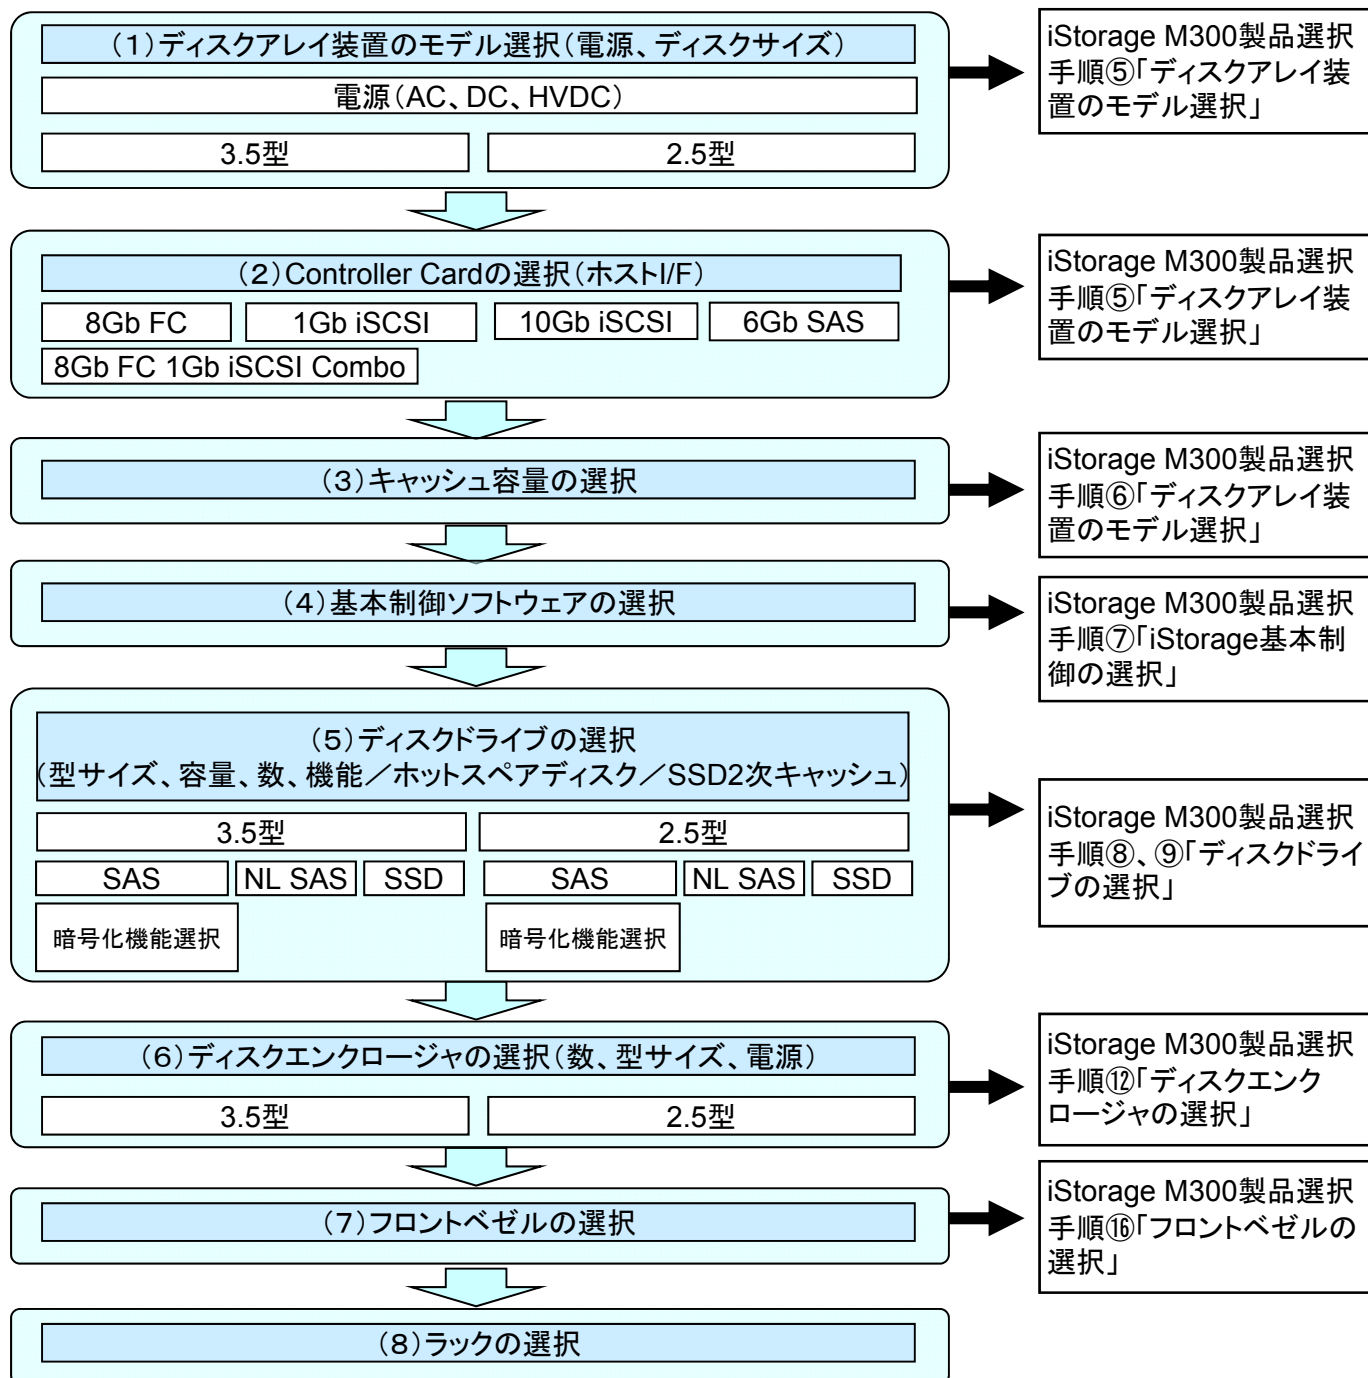 (1)ディスクアレイ装置のモデル選択(電源、ディスクサイズ)
電源(AC、DC、HVDC)
3.5型
2.5型
iStorage M300製品選択
手順⑤「ディスクアレイ装
置のモデル選択」
(2)Controller Cardの選択(ホストI/F)
8Gb FC
1Gb iSCSI
10Gb iSCSI
6Gb SAS
8Gb FC 1Gb iSCSI Combo
iStorage M300製品選択
手順⑤「ディスクアレイ装
置のモデル選択」
(3)キャッシュ容量の選択
iStorage M300製品選択
手順⑥「ディスクアレイ装
置のモデル選択」
(4)基本制御ソフトウェアの選択
iStorage M300製品選択
手順⑦「iStorage基本制
御の選択」
(5)ディスクドライブの選択
(型サイズ、容量、数、機能/ホットスペアディスク/SSD2次キャッシュ)
3.5型
2.5型
SAS
NL SAS
SSD
SAS
NL SAS
SSD
暗号化機能選択
暗号化機能選択
iStorage M300製品選択
手順⑧、⑨「ディスクドライ
ブの選択」
(6)ディスクエンクロージャの選択(数、型サイズ、電源)
3.5型
2.5型
iStorage M300製品選択
手順⑫「ディスクエンク
ロージャの選択」
(7)フロントベゼルの選択
iStorage M300製品選択
手順⑯「フロントベゼルの
選択」
(8)ラックの選択